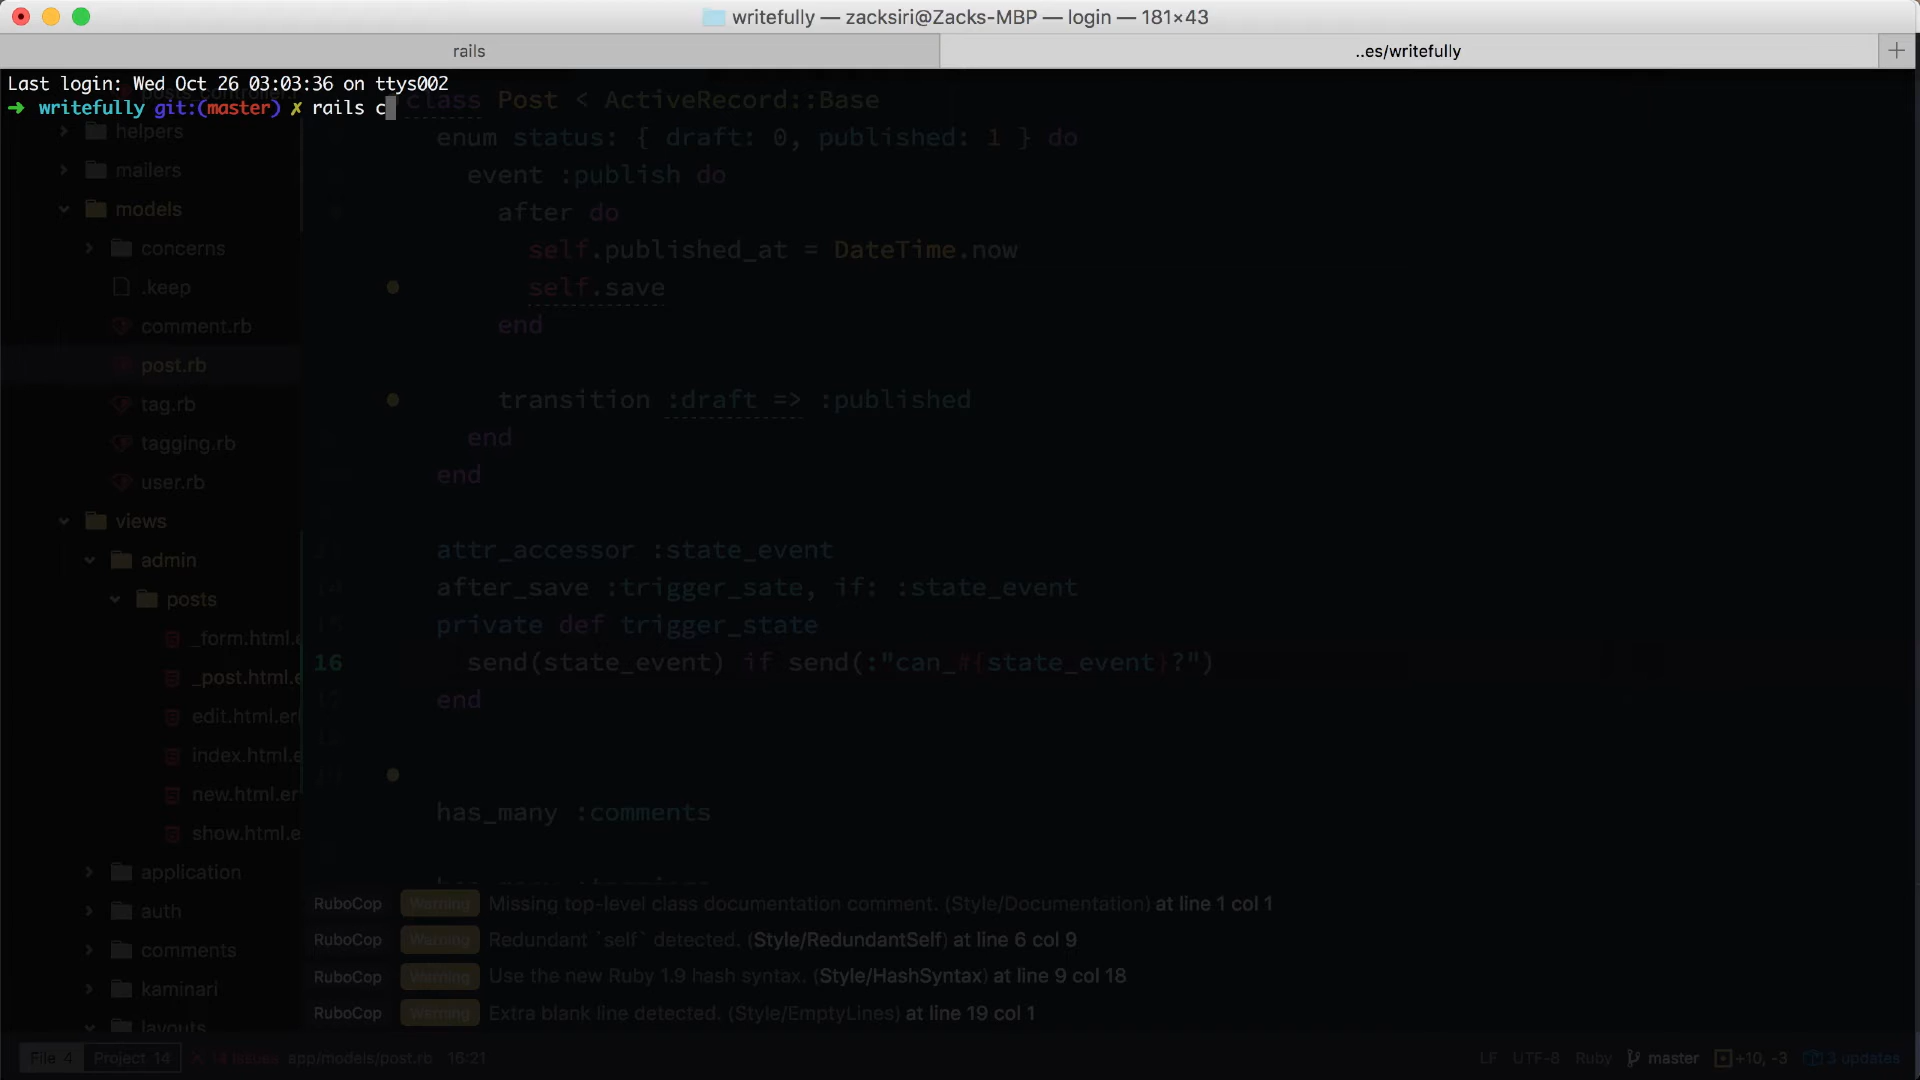 writefully — zacksiri@Zacks-MBP — login — 181×43
rails
..es/writefully
Last login: Wed Oct 26 03:03:36 on ttys002
➜ writefully git:(master) ✗ rails c
helpers
mailers
models
concerns
.keep
comment.rb
post.rb
tag.rb
tagging.rb
user.rb
views
admin
posts
_form.html.e
_post.html.e
edit.html.er
index.html.e
new.html.er
show.html.e
application
auth
comments
kaminari
layouts
class Post < ActiveRecord::Base
enum status: { draft: 0, published: 1 } do
event :publish do
after do
self.published_at = DateTime.now
self.save
end
transition :draft => :published
end
end
attr_accessor :state_event
after_save :trigger_sate, if: :state_event
private def trigger_state
16 send(state_event) if send(:"can_#{state_event}?")
end
has_many :comments
RuboCop Warning Missing top-level class documentation comment. (Style/Documentation) at line 1 col 1
RuboCop Warning Redundant `self` detected. (Style/RedundantSelf) at line 6 col 9
RuboCop Warning Use the new Ruby 1.9 hash syntax. (Style/HashSyntax) at line 9 col 18
RuboCop Warning Extra blank line detected. (Style/EmptyLines) at line 19 col 1
File 4 Project 14 14 Issues app/models/post.rb 16:21
LF UTF-8 Ruby master +10, -3 3 updates